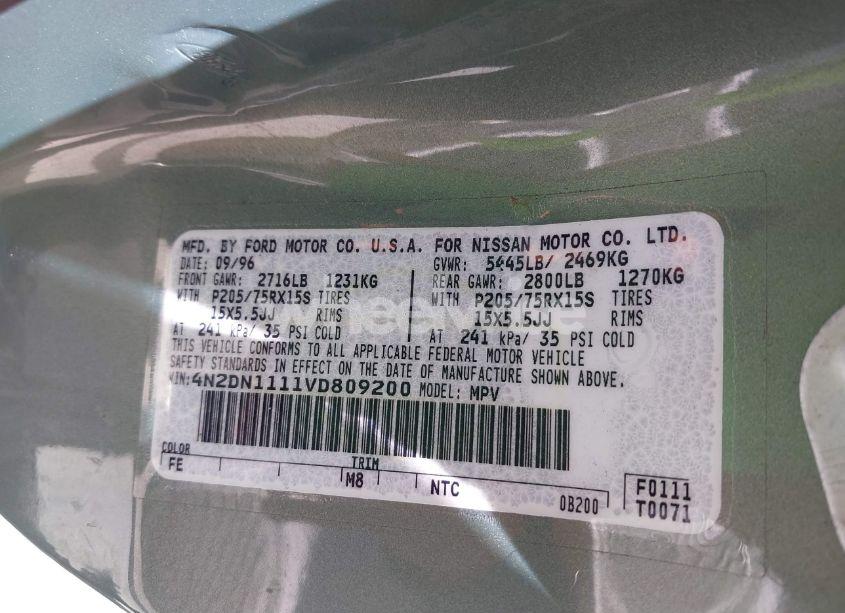 MFD. BY FORD MOTOR CO. U.S.A. FOR NISSAN MOTOR CO. LTD.
DATE: 09/96 GVWR: 5445LB/ 2469KG
FRONT GAWR: 2716LB 1231KG REAR GAWR: 2800LB 1270KG
WITH P205/75RX15S TIRES WITH P205/75RX15S TIRES
15X5.5JJ RIMS 15X5.5JJ RIMS
AT 241 kPa/ 35 PSI COLD AT 241 kPa/ 35 PSI COLD
THIS VEHICLE CONFORMS TO ALL APPLICABLE FEDERAL MOTOR VEHICLE
SAFETY STANDARDS IN EFFECT ON THE DATE OF MANUFACTURE SHOWN ABOVE.
VIN: 4N2DN1111VD809200 MODEL: MPV
COLOR TRIM
FE M8 NTC 0B200
F0111
T0071